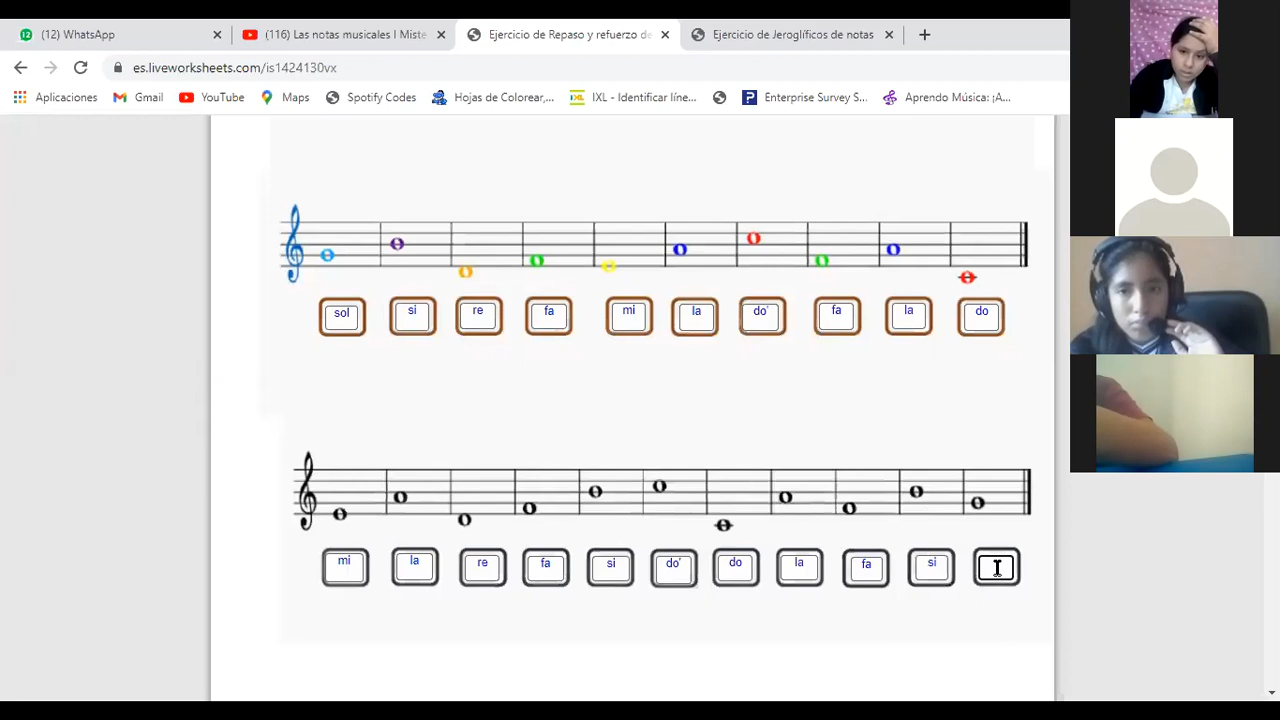 (12) WhatsApp
(116) Las notas musicales I Miste
Ejercicio de Repaso y refuerzo de
Ejercicio de Jeroglíficos de notas
es.liveworksheets.com/is1424130vx
Aplicaciones
Gmail
YouTube
Maps
Spotify Codes
Hojas de Colorear,...
IXL - Identificar líne...
Enterprise Survey S...
Aprendo Música: ¡A...
sol si re fa mi la do' fa la do
mi la re fa si do' do la fa si